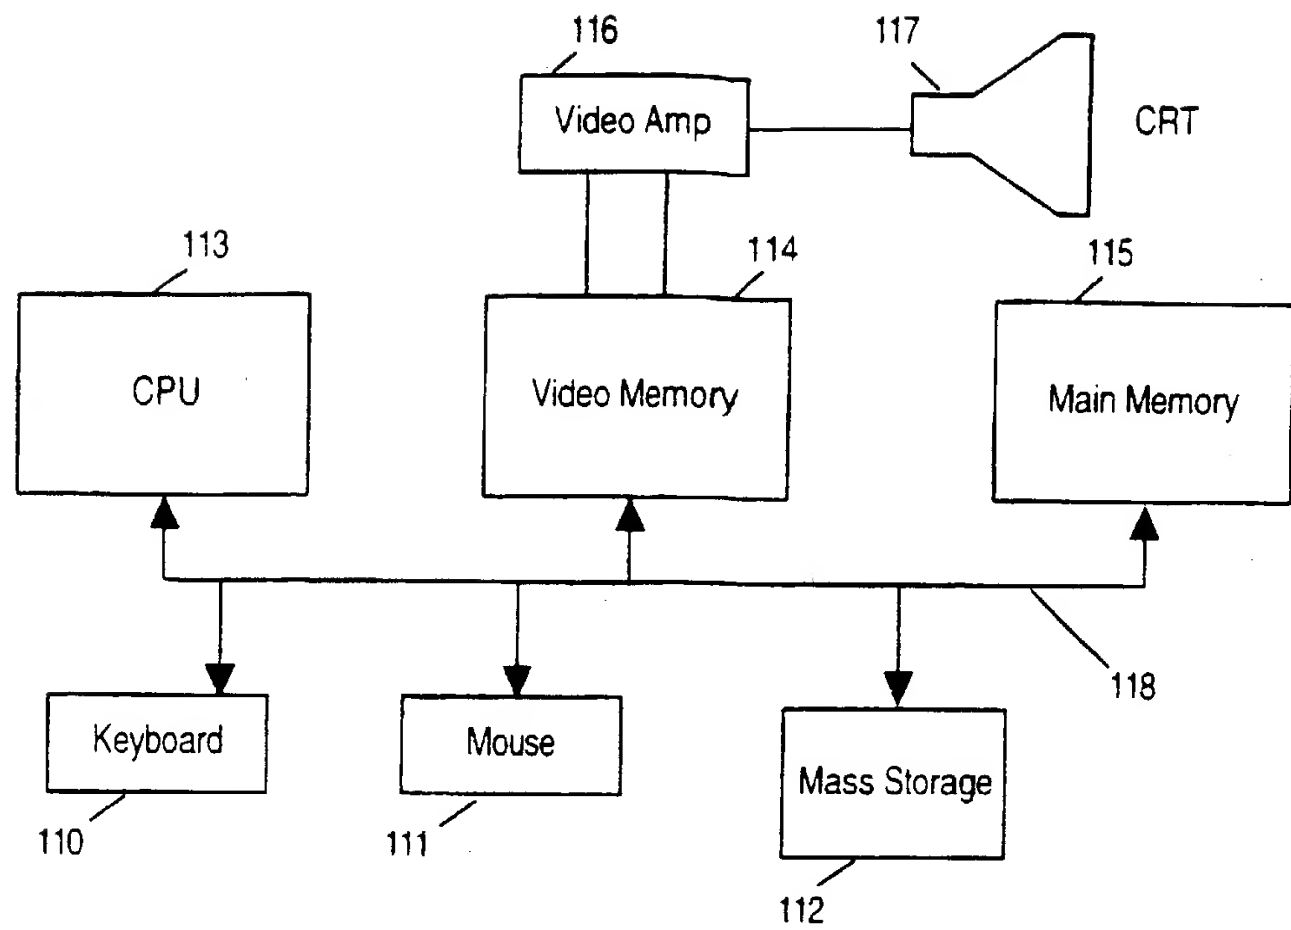 116
117
Video Amp
CRT
113
114
115
CPU
Video Memory
Main Memory
118
Keyboard
Mouse
Mass Storage
110
111
112